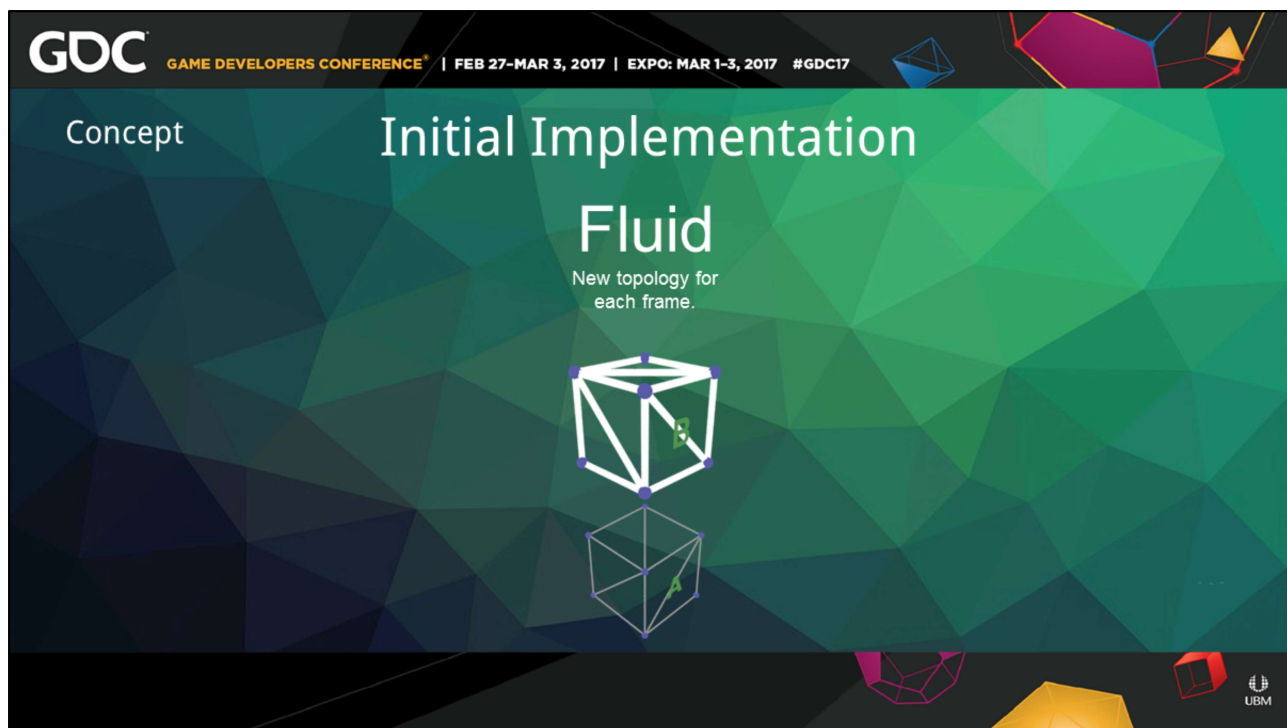 GDC GAME DEVELOPERS CONFERENCE® | FEB 27–MAR 3, 2017 | EXPO: MAR 1–3, 2017 #GDC17
Concept
Initial Implementation
Fluid
New topology for
each frame.
B
A
UBM